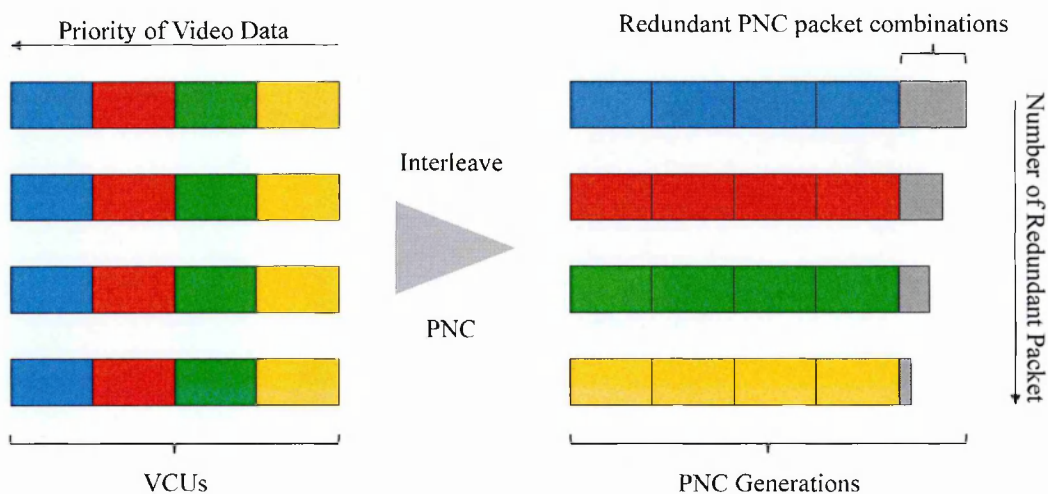 Priority of Video Data
Redundant PNC packet combinations
Interleave
PNC
Number of Redundant Packet
VCUs
PNC Generations